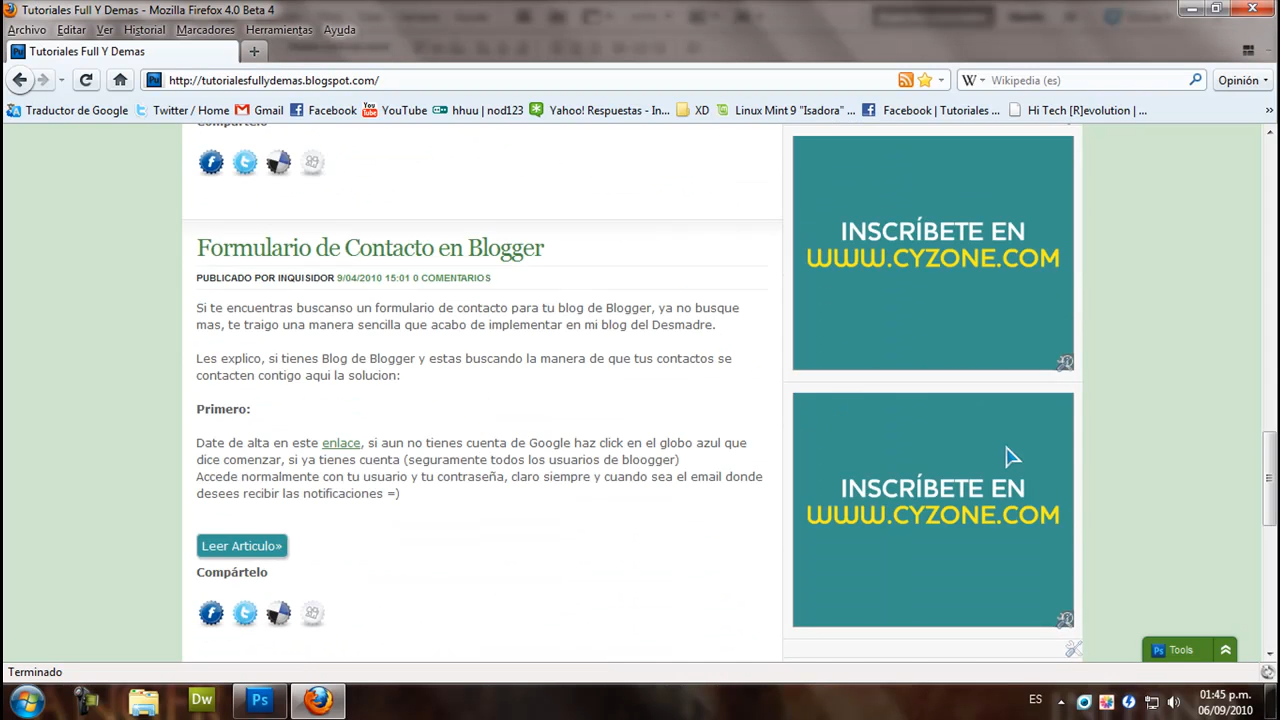 Tutoriales Full Y Demas - Mozilla Firefox 4.0 Beta 4
Archivo Editar Ver Historial Marcadores Herramientas Ayuda
Tutoriales Full Y Demas
http://tutorialesfullydemas.blogspot.com/
Wikipedia (es)
Opinión
Traductor de Google Twitter / Home Gmail Facebook YouTube hhuu | nod123 Yahoo! Respuestas - In... XD Linux Mint 9 "Isadora" ... Facebook | Tutoriales ... Hi Tech [R]evolution | ...
Compártelo
Formulario de Contacto en Blogger
PUBLICADO POR INQUISIDOR 9/04/2010 15:01 0 COMENTARIOS
Si te encuentras buscanso un formulario de contacto para tu blog de Blogger, ya no busque
mas, te traigo una manera sencilla que acabo de implementar en mi blog del Desmadre.
Les explico, si tienes Blog de Blogger y estas buscando la manera de que tus contactos se
contacten contigo aqui la solucion:
Primero:
Date de alta en este enlace, si aun no tienes cuenta de Google haz click en el globo azul que
dice comenzar, si ya tienes cuenta (seguramente todos los usuarios de bloogger)
Accede normalmente con tu usuario y tu contraseña, claro siempre y cuando sea el email donde
desees recibir las notificaciones =)
Leer Articulo»
Compártelo
INSCRÍBETE EN
WWW.CYZONE.COM
INSCRÍBETE EN
WWW.CYZONE.COM
Ps Tools
Terminado
Dw
Ps
ES
01:45 p.m.
06/09/2010